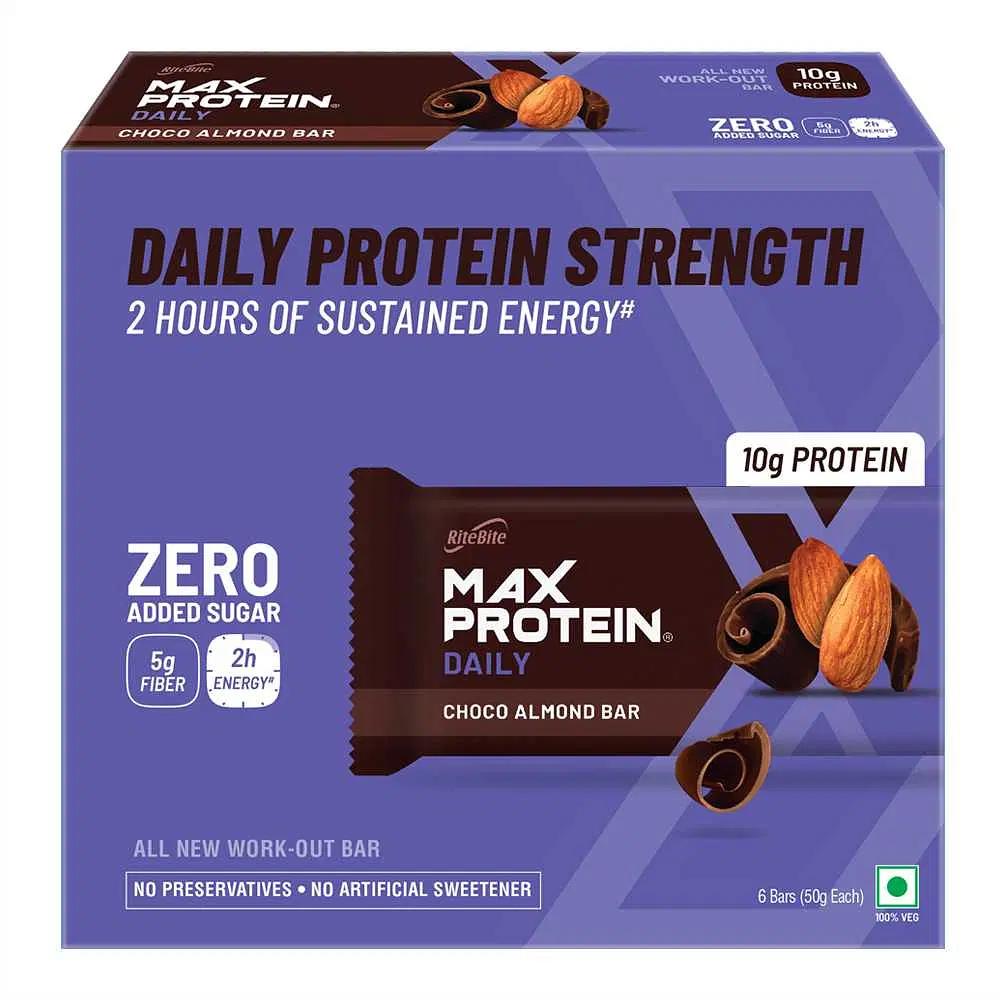 RiteBite
MAX
PROTEIN®
DAILY
CHOCO ALMOND BAR
ALL NEW
WORK-OUT
BAR
10g
PROTEIN
ZERO
ADDED SUGAR
5g
FIBER
2h
ENERGY#
DAILY PROTEIN STRENGTH
2 HOURS OF SUSTAINED ENERGY#
10g PROTEIN
ZERO
ADDED SUGAR
5g
FIBER
2h
ENERGY#
RiteBite
MAX
PROTEIN®
DAILY
CHOCO ALMOND BAR
ALL NEW WORK-OUT BAR
NO PRESERVATIVES • NO ARTIFICIAL SWEETENER
6 Bars (50g Each)
100% VEG